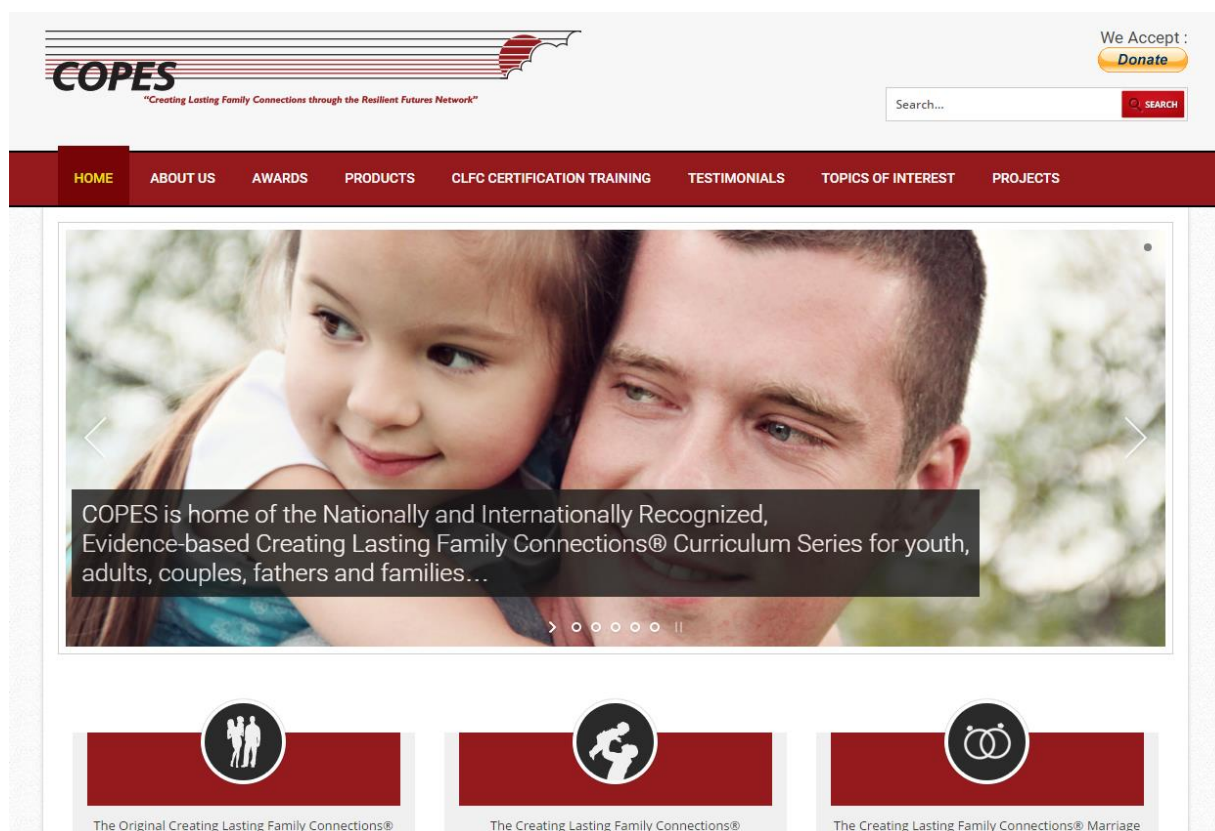 COPES
"Creating Lasting Family Connections through the Resilient Futures Network"
We Accept :
Donate
Search...
SEARCH
HOME ABOUT US AWARDS PRODUCTS CLFC CERTIFICATION TRAINING TESTIMONIALS TOPICS OF INTEREST PROJECTS
COPES is home of the Nationally and Internationally Recognized,
Evidence-based Creating Lasting Family Connections® Curriculum Series for youth,
adults, couples, fathers and families...
The Original Creating Lasting Family Connections®
The Creating Lasting Family Connections®
The Creating Lasting Family Connections® Marriage